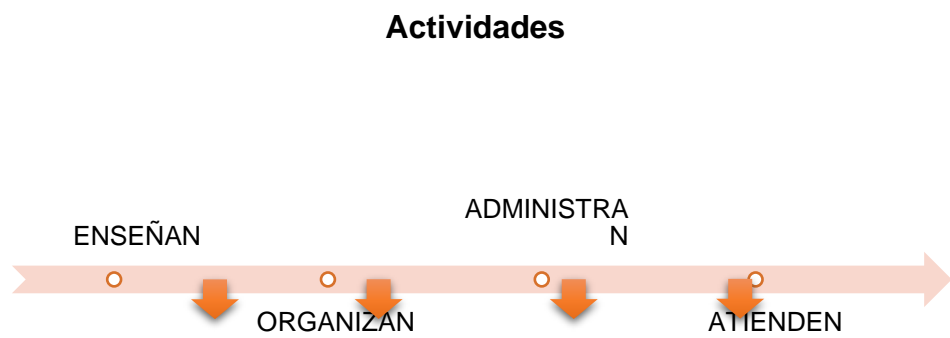 Actividades
ENSEÑAN
ORGANIZAN
ADMINISTRA
N
ATIENDEN